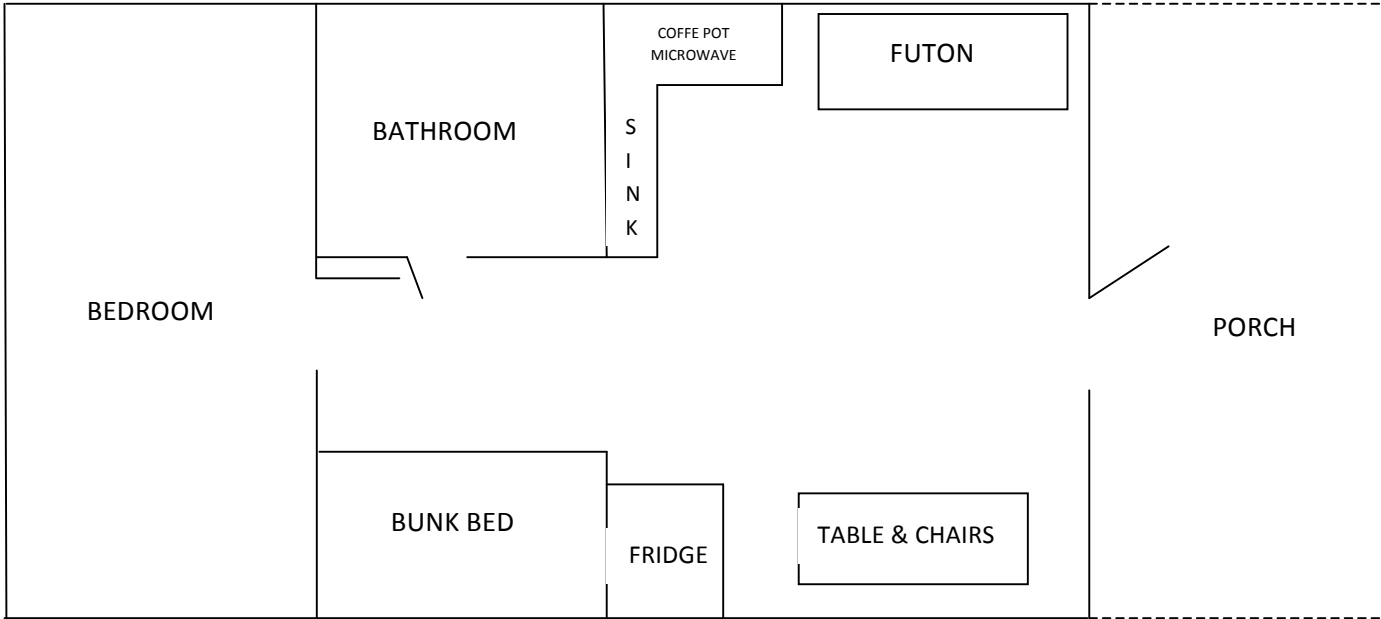 COFFE POT
MICROWAVE
FUTON
BATHROOM
S
I
N
K
BEDROOM
PORCH
BUNK BED
FRIDGE
TABLE & CHAIRS